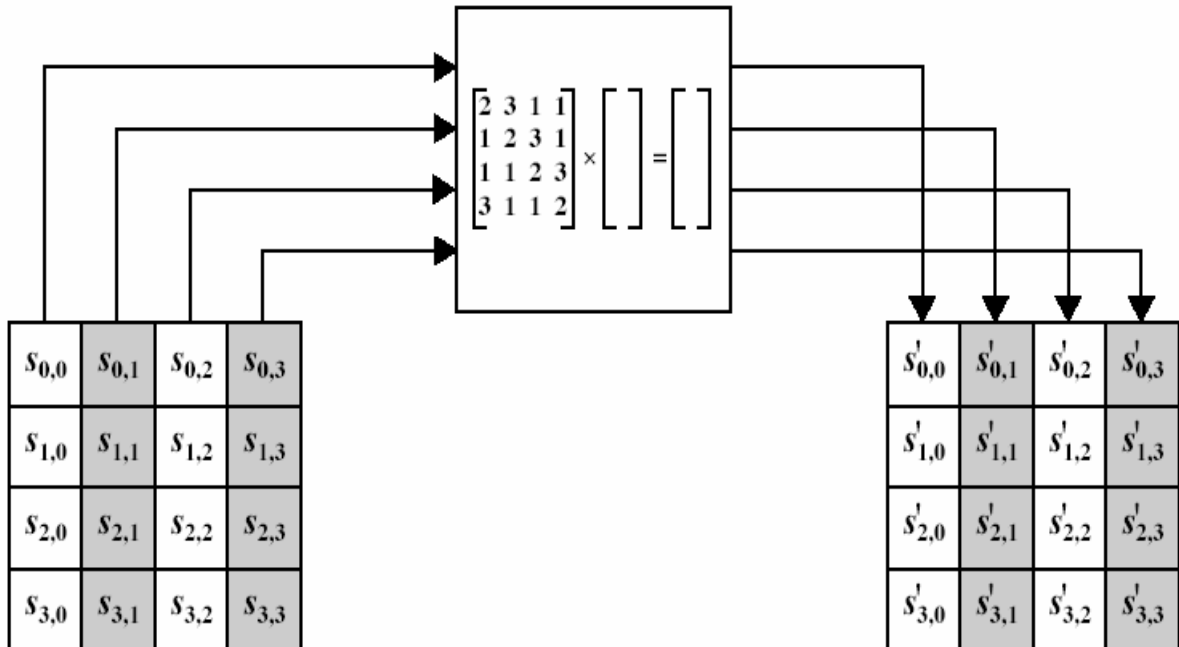 2 3 1 1
1 2 3 1
1 1 2 3
3 1 1 2
× =
s0,0 s0,1 s0,2 s0,3
s1,0 s1,1 s1,2 s1,3
s2,0 s2,1 s2,2 s2,3
s3,0 s3,1 s3,2 s3,3
s'0,0 s'0,1 s'0,2 s'0,3
s'1,0 s'1,1 s'1,2 s'1,3
s'2,0 s'2,1 s'2,2 s'2,3
s'3,0 s'3,1 s'3,2 s'3,3